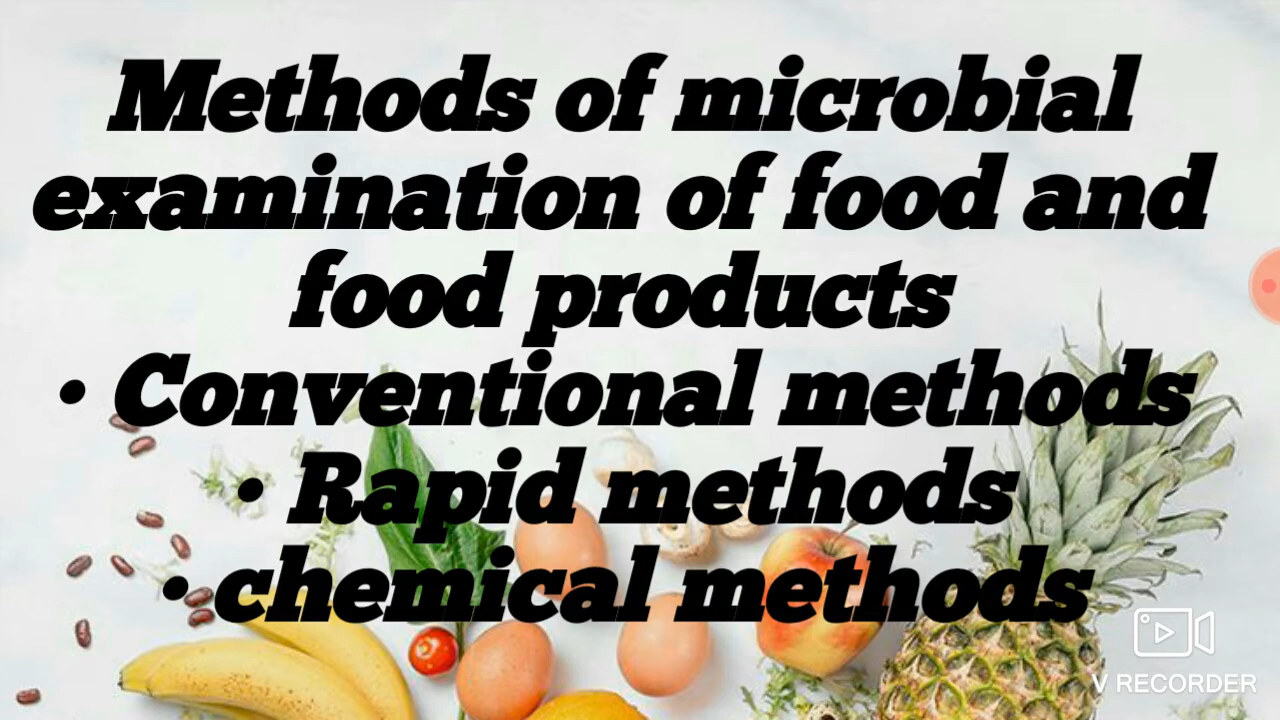 Methods of microbial
examination of food and
food products
• Conventional methods
• Rapid methods
• chemical methods
V RECORDER